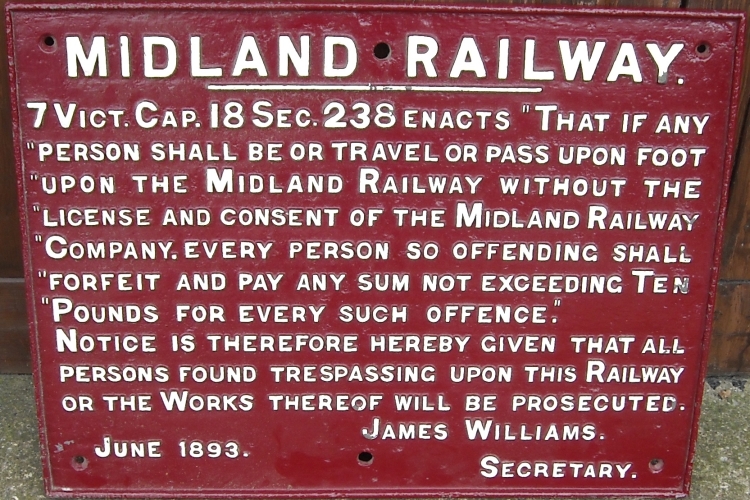 MIDLAND RAILWAY.
7 VICT. CAP. 18 SEC. 238 ENACTS "THAT IF ANY
"PERSON SHALL BE OR TRAVEL OR PASS UPON FOOT
"UPON THE MIDLAND RAILWAY WITHOUT THE
"LICENSE AND CONSENT OF THE MIDLAND RAILWAY
"COMPANY. EVERY PERSON SO OFFENDING SHALL
"FORFEIT AND PAY ANY SUM NOT EXCEEDING TEN
"POUNDS FOR EVERY SUCH OFFENCE."
NOTICE IS THEREFORE HEREBY GIVEN THAT ALL
PERSONS FOUND TRESPASSING UPON THIS RAILWAY
OR THE WORKS THEREOF WILL BE PROSECUTED.
JAMES WILLIAMS.
JUNE 1893.
SECRETARY.